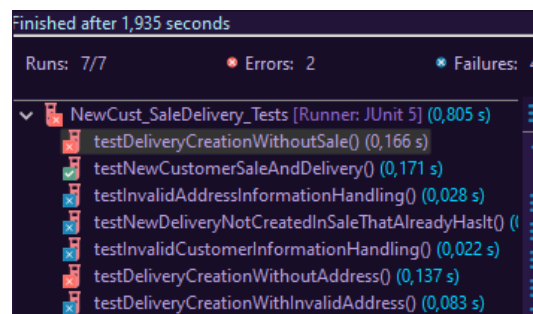 Finished after 1,935 seconds
Runs: 7/7 Errors: 2 Failures: 4
NewCust_SaleDelivery_Tests [Runner: JUnit 5] (0,805 s)
testDeliveryCreationWithoutSale() (0,166 s)
testNewCustomerSaleAndDelivery() (0,171 s)
testInvalidAddressInformationHandling() (0,028 s)
testNewDeliveryNotCreatedInSaleThatAlreadyHasIt() (
testInvalidCustomerInformationHandling() (0,022 s)
testDeliveryCreationWithoutAddress() (0,137 s)
testDeliveryCreationWithInvalidAddress() (0,083 s)